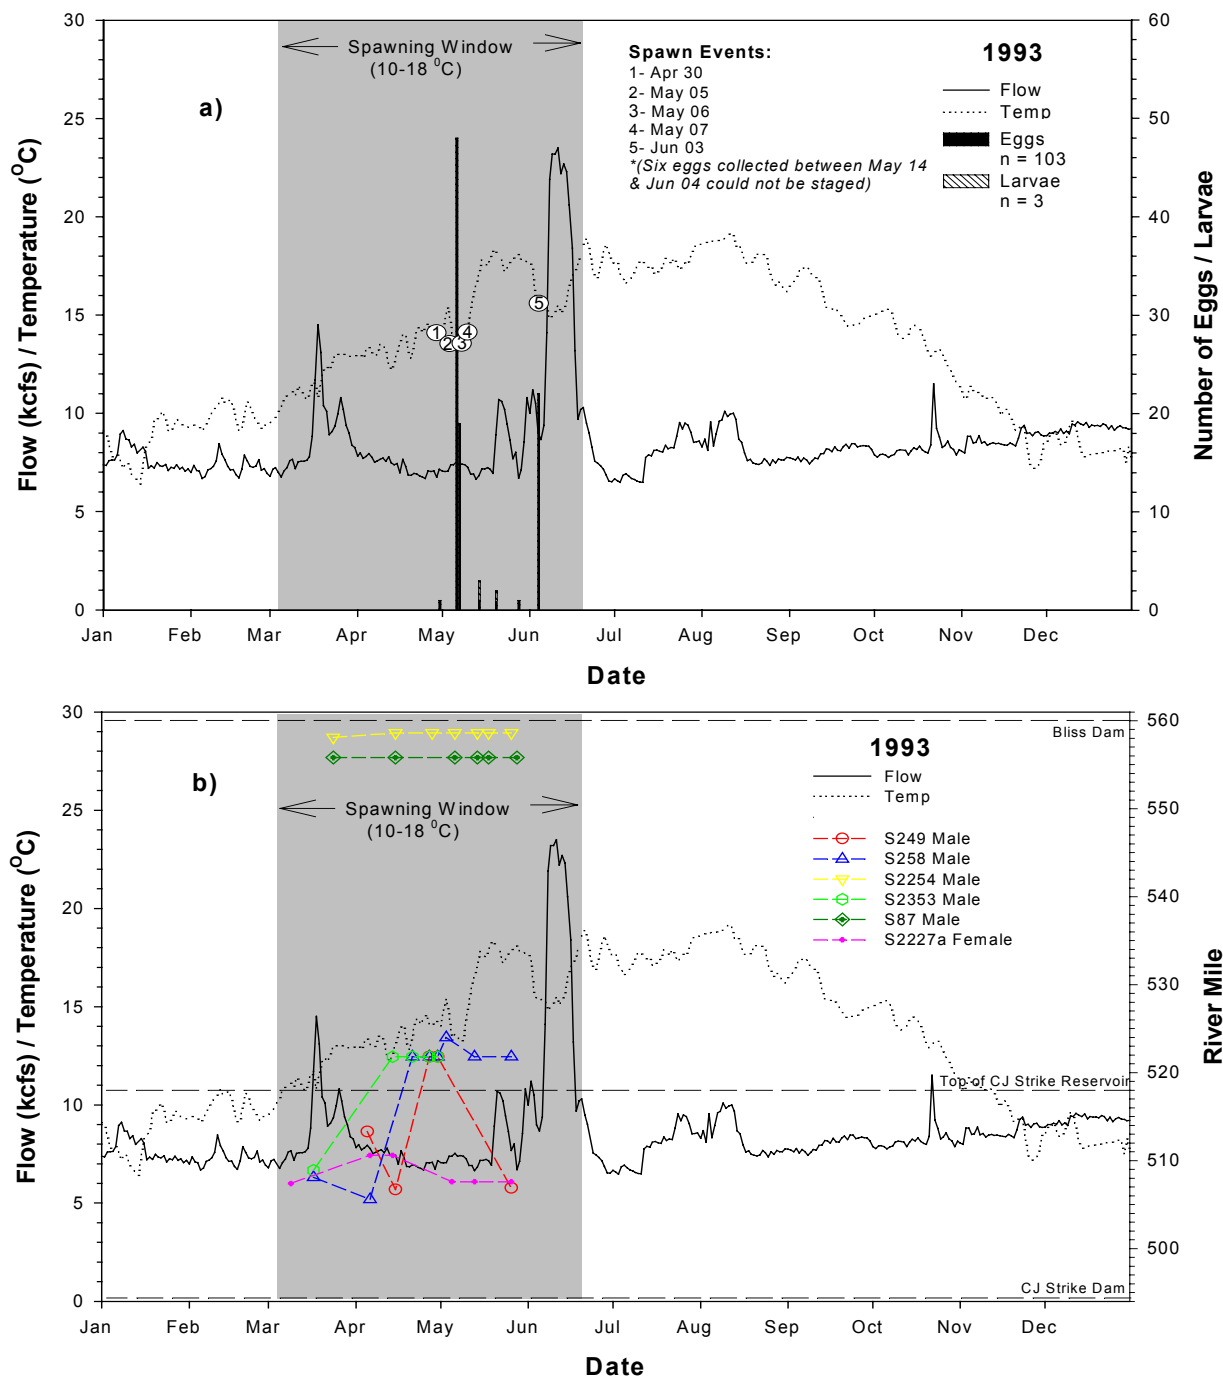 a)
Spawning Window
(10-18 °C)
Spawn Events:
1- Apr 30
2- May 05
3- May 06
4- May 07
5- Jun 03
*(Six eggs collected between May 14
& Jun 04 could not be staged)
1993
Flow
Temp
Eggs
n = 103
Larvae
n = 3
1
2
3
4
5
Flow (kcfs) / Temperature (°C)
30
25
20
15
10
5
0
Number of Eggs / Larvae
60
50
40
30
20
10
0
Jan Feb Mar Apr May Jun Jul Aug Sep Oct Nov Dec
Date
b)
Spawning Window
(10-18 °C)
Bliss Dam
1993
Flow
Temp
S249 Male
S258 Male
S2254 Male
S2353 Male
S87 Male
S2227a Female
Top of CJ Strike Reservoir
CJ Strike Dam
Flow (kcfs) / Temperature (°C)
30
25
20
15
10
5
0
River Mile
560
550
540
530
520
510
500
Jan Feb Mar Apr May Jun Jul Aug Sep Oct Nov Dec
Date